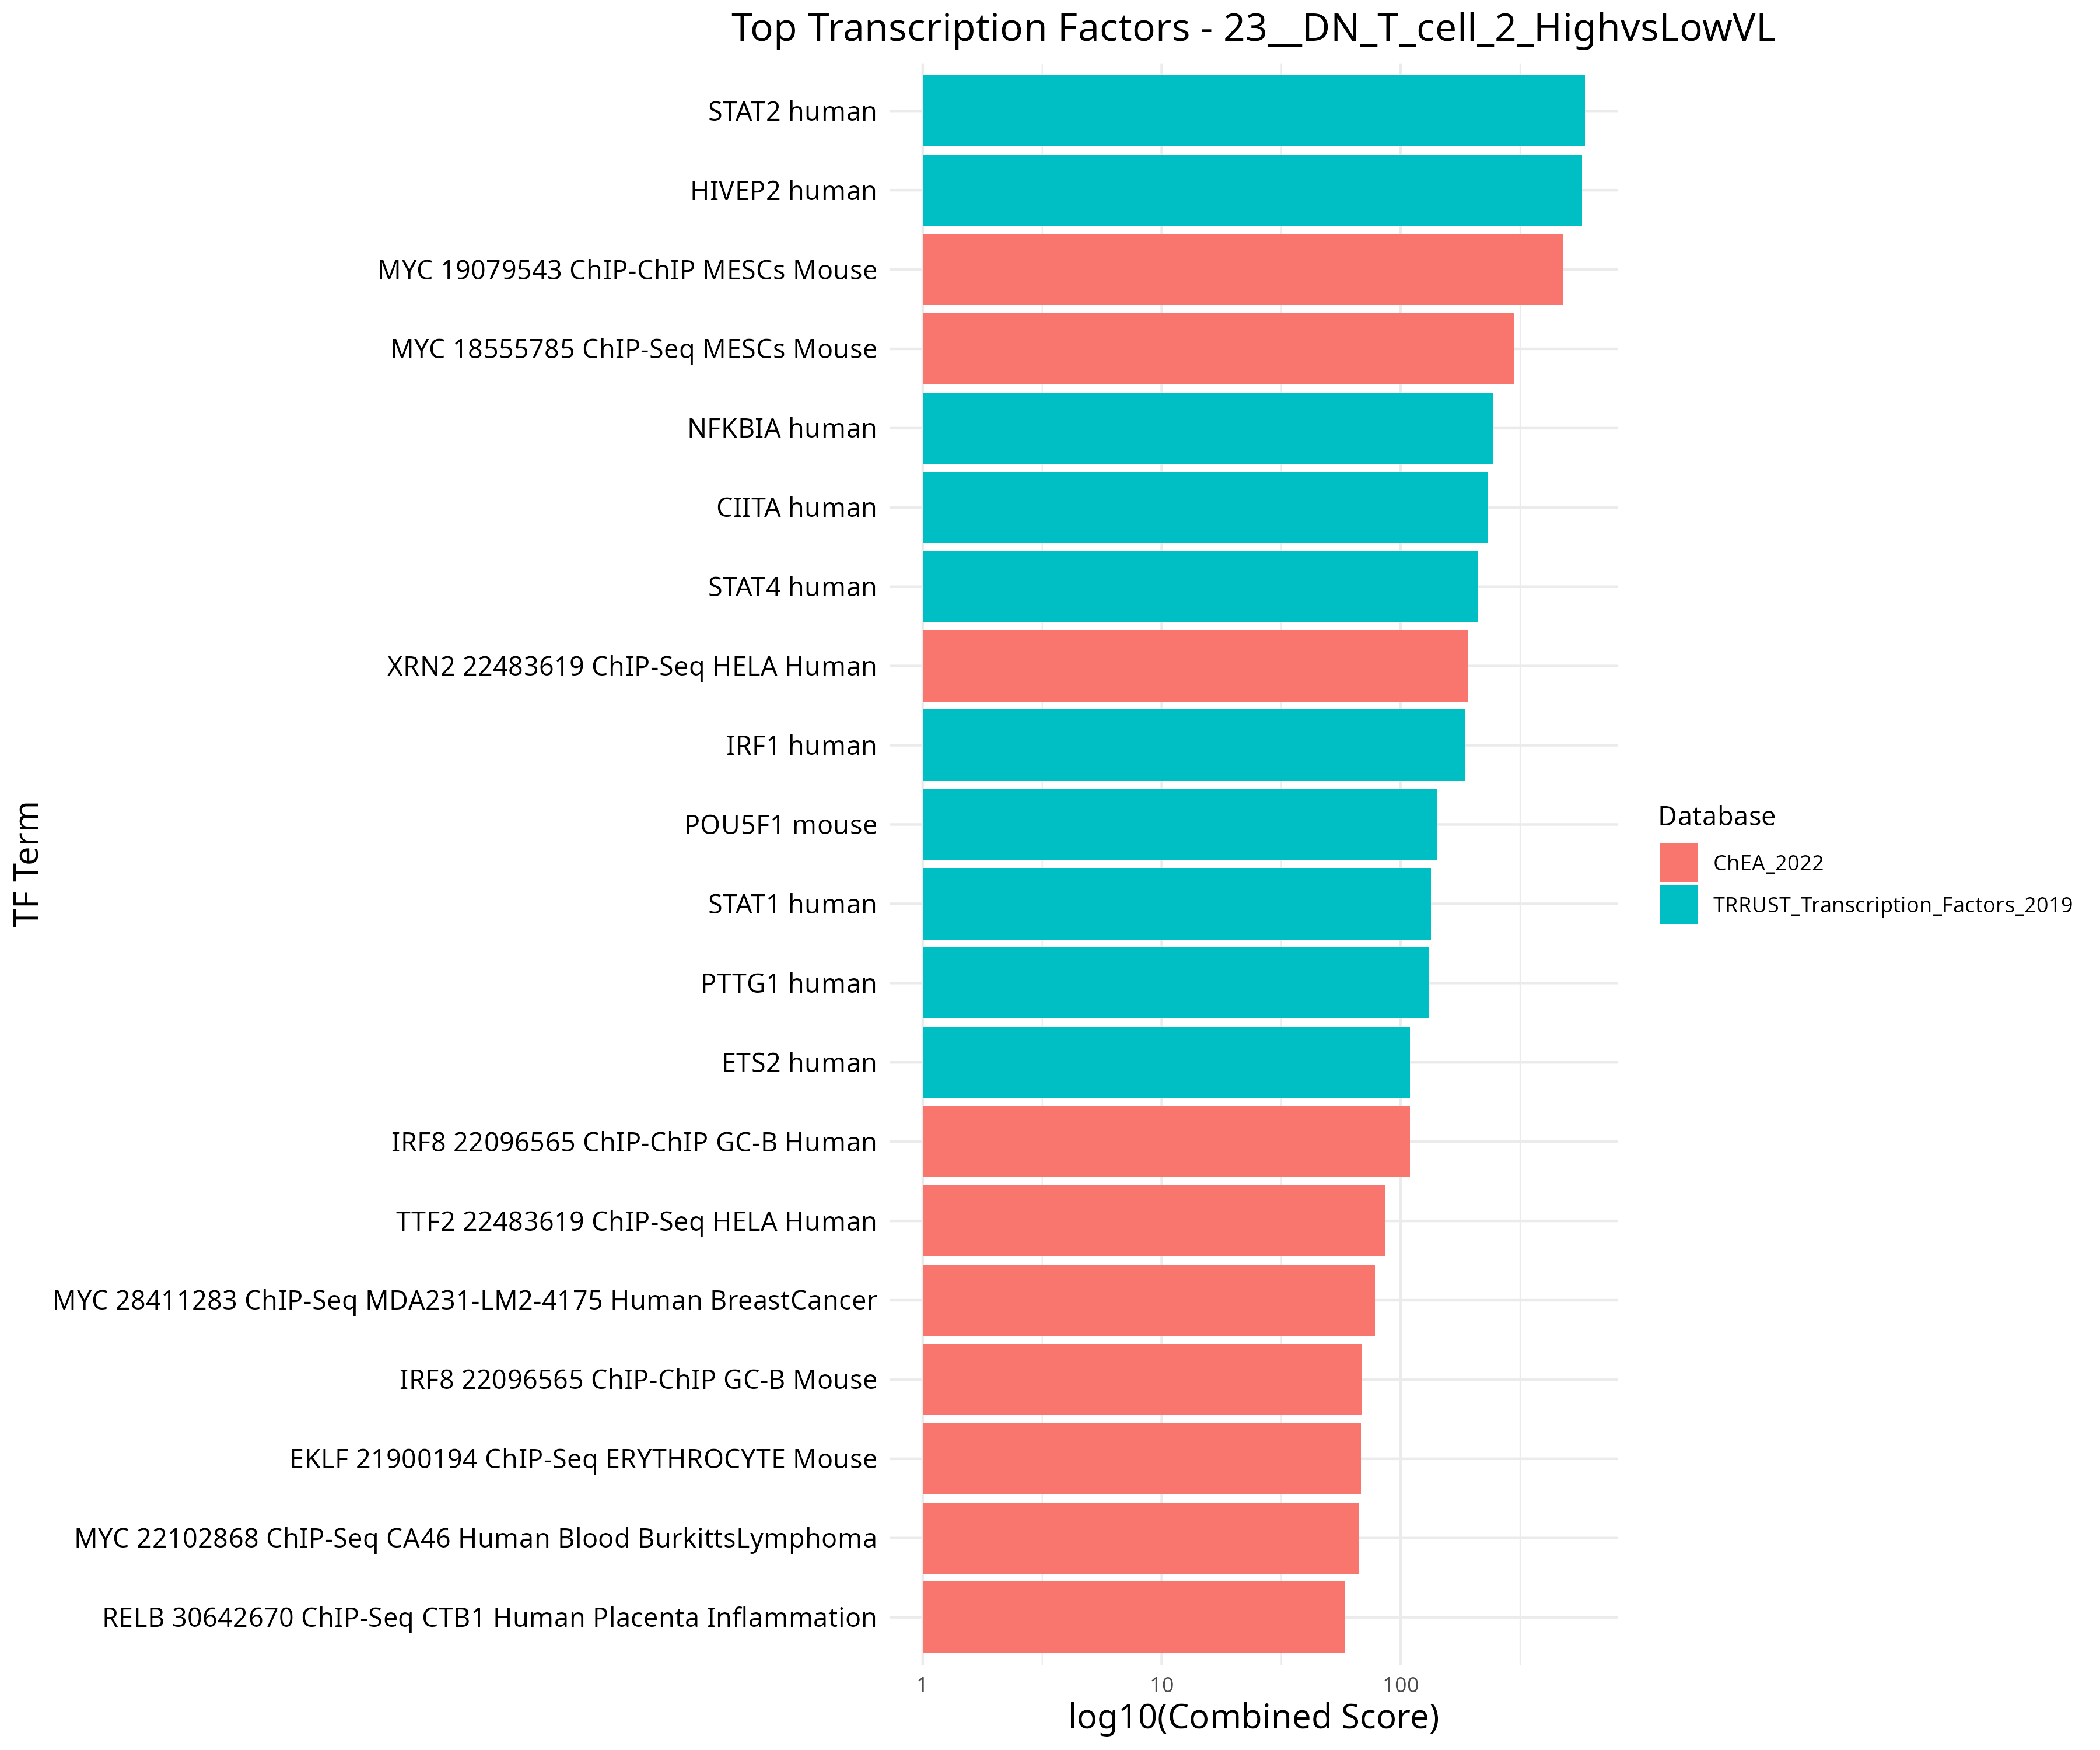 Top Transcription Factors - 23__DN_T_cell_2_HighvsLowVL
TF Term
STAT2 human
HIVEP2 human
MYC 19079543 ChIP-ChIP MESCs Mouse
MYC 18555785 ChIP-Seq MESCs Mouse
NFKBIA human
CIITA human
STAT4 human
XRN2 22483619 ChIP-Seq HELA Human
IRF1 human
POU5F1 mouse
STAT1 human
PTTG1 human
ETS2 human
IRF8 22096565 ChIP-ChIP GC-B Human
TTF2 22483619 ChIP-Seq HELA Human
MYC 28411283 ChIP-Seq MDA231-LM2-4175 Human BreastCancer
IRF8 22096565 ChIP-ChIP GC-B Mouse
EKLF 21900194 ChIP-Seq ERYTHROCYTE Mouse
MYC 22102868 ChIP-Seq CA46 Human Blood BurkittsLymphoma
RELB 30642670 ChIP-Seq CTB1 Human Placenta Inflammation
1 10 100
log10(Combined Score)
Database
ChEA_2022
TRRUST_Transcription_Factors_2019